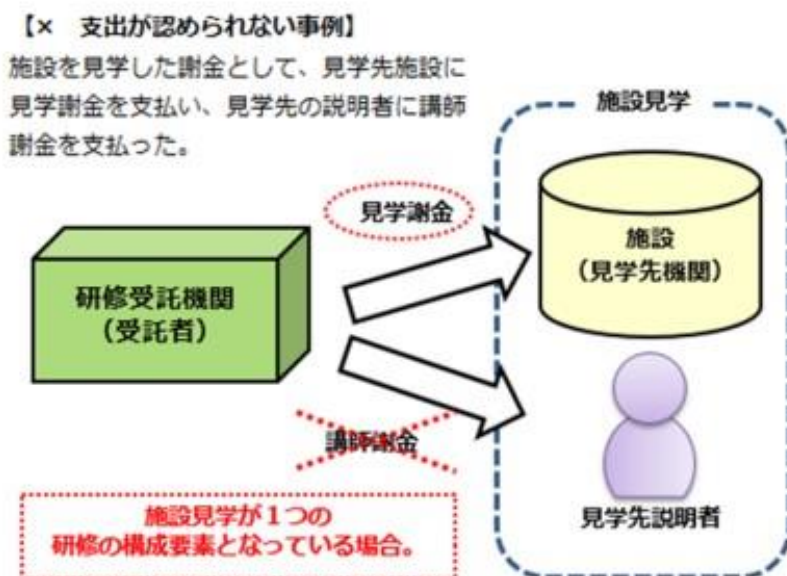 【×　支出が認められない事例】
施設を見学した謝金として、見学先施設に
見学謝金を支払い、見学先の説明者に講師
謝金を支払った。
施設見学
見学謝金
施設
（見学先機関）
研修受託機関
（受託者）
講師謝金
見学先説明者
施設見学が１つの
研修の構成要素となっている場合。